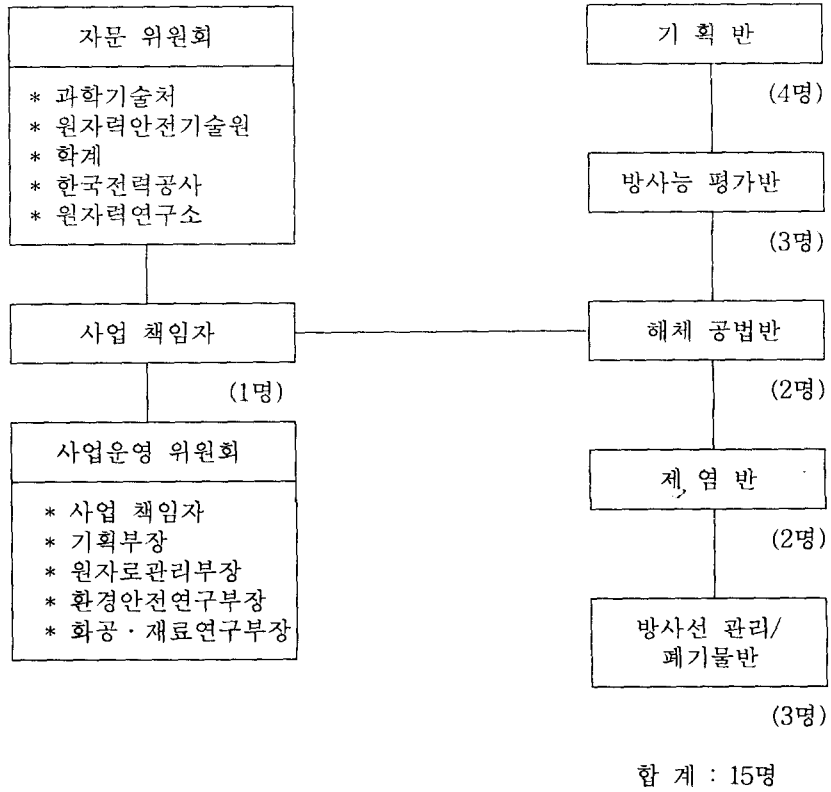 자문 위원회
* 과학기술처
* 원자력안전기술원
* 학계
* 한국전력공사
* 원자력연구소
사업 책임자
(1명)
사업운영 위원회
* 사업 책임자
* 기획부장
* 원자로관리부장
* 환경안전연구부장
* 화공 · 재료연구부장
기 획 반
(4명)
방사능 평가반
(3명)
해체 공법반
(2명)
제 염 반
(2명)
방사선 관리/
폐기물반
(3명)
합 계 : 15명